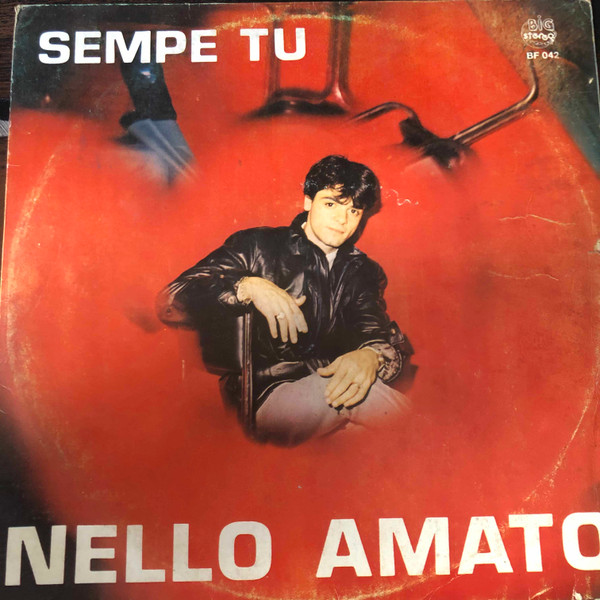 SEMPE TU
BIG
stereo
BF 042
NELLO AMATO